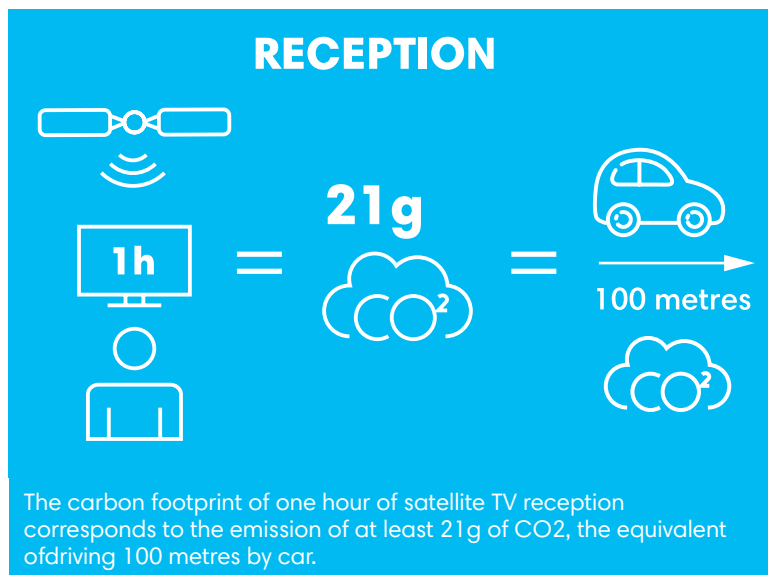 RECEPTION
1h
=
21g
CO²
=
100 metres
CO²
The carbon footprint of one hour of satellite TV reception
corresponds to the emission of at least 21g of CO2, the equivalent
ofdriving 100 metres by car.